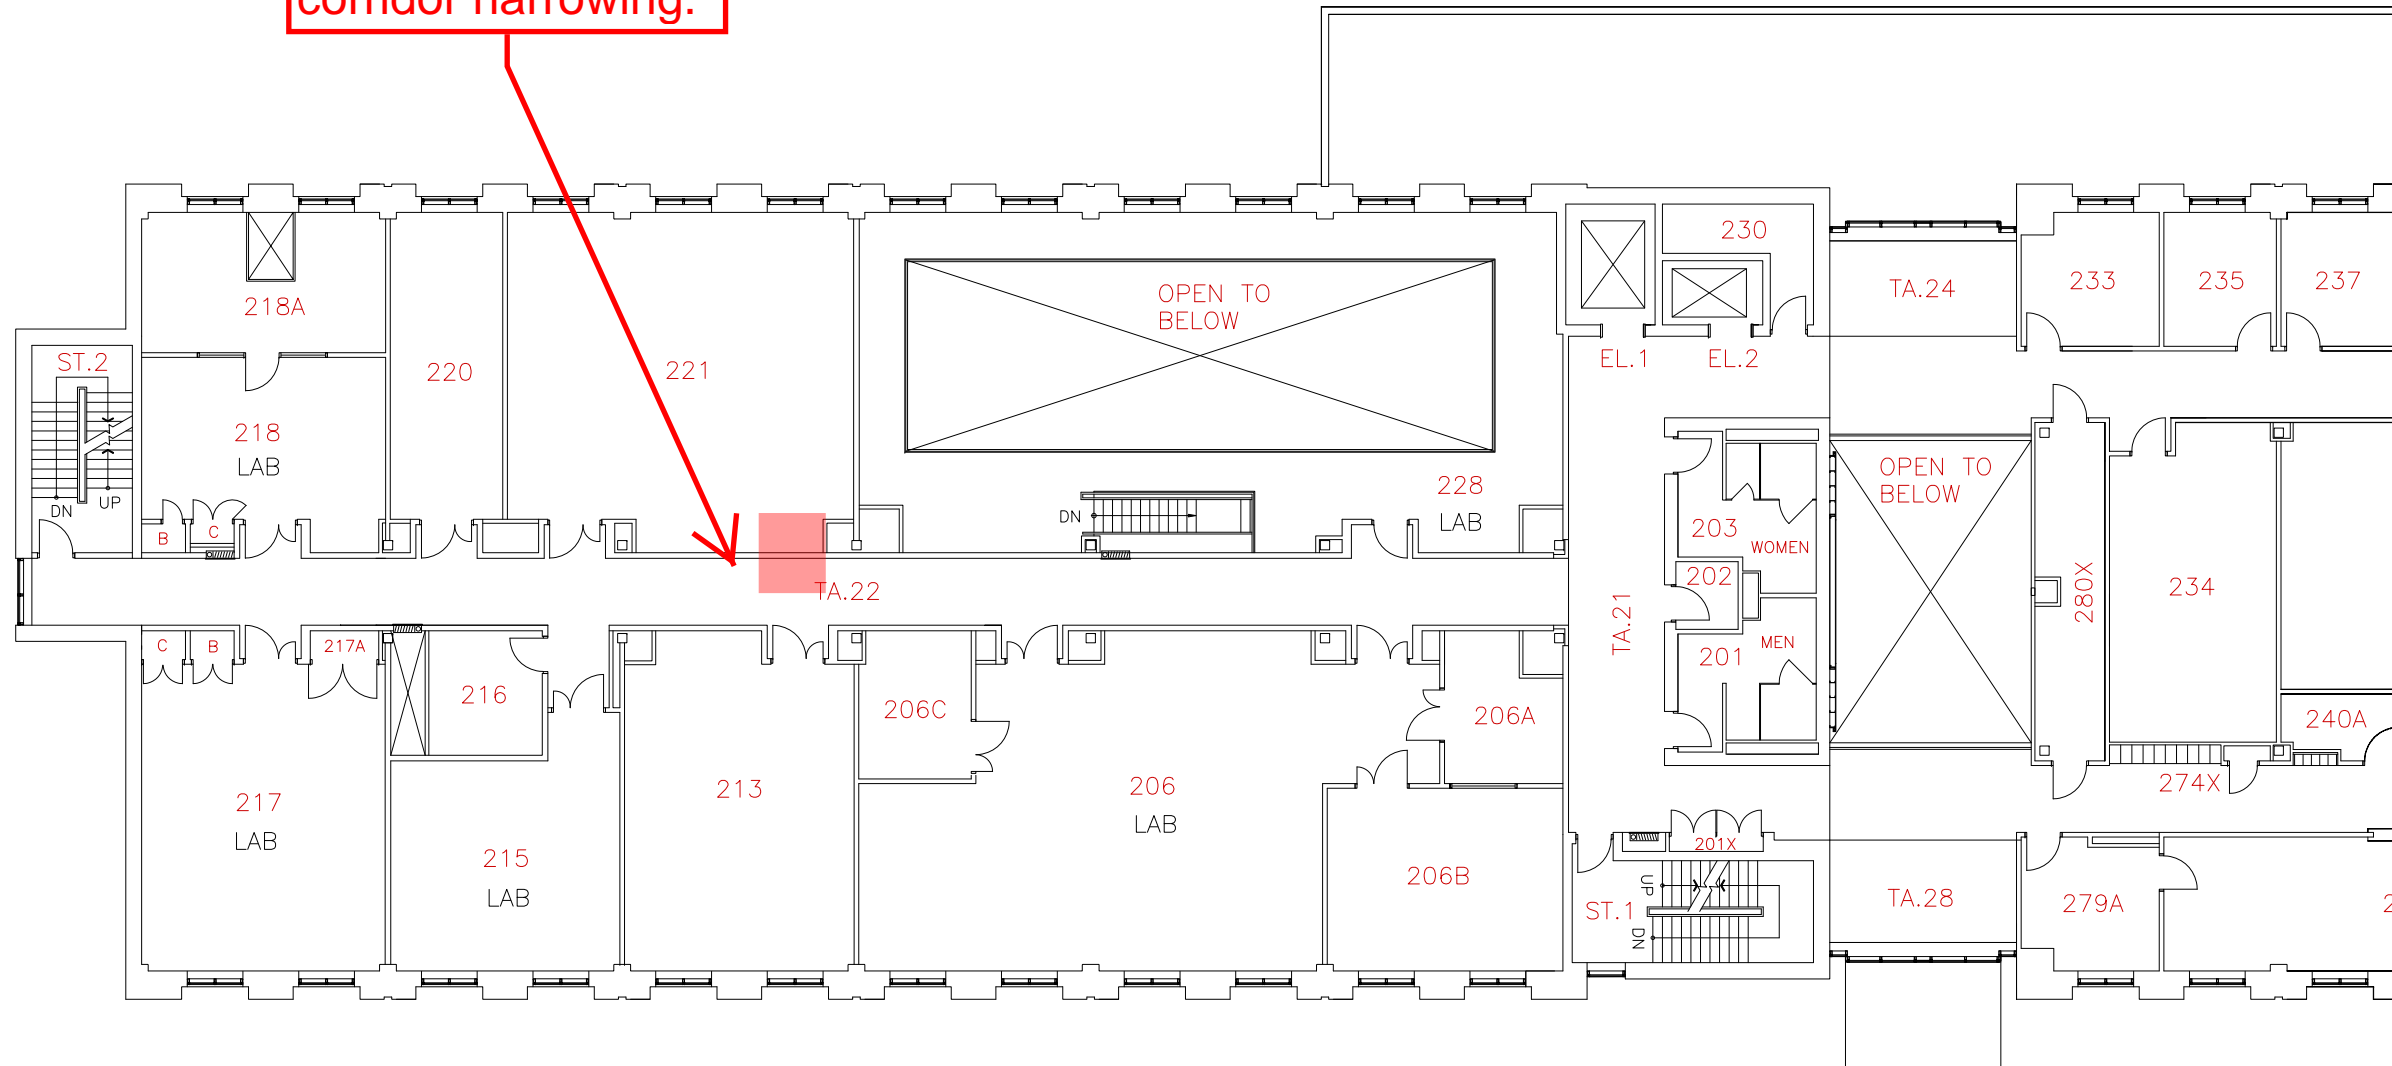 corridor narrowing.
230
OPEN TO
BELOW
TA.24
233
235
237
218A
ST.2
220
221
EL.1
EL.2
218
LAB
228
LAB
OPEN TO
BELOW
DN
UP
DN
B
C
203
WOMEN
202
TA.22
TA.21
280X
234
C
B
217A
201
MEN
216
206C
206A
240A
213
206
LAB
274X
217
LAB
215
LAB
201X
206B
UP
ST.1
DN
TA.28
279A
2